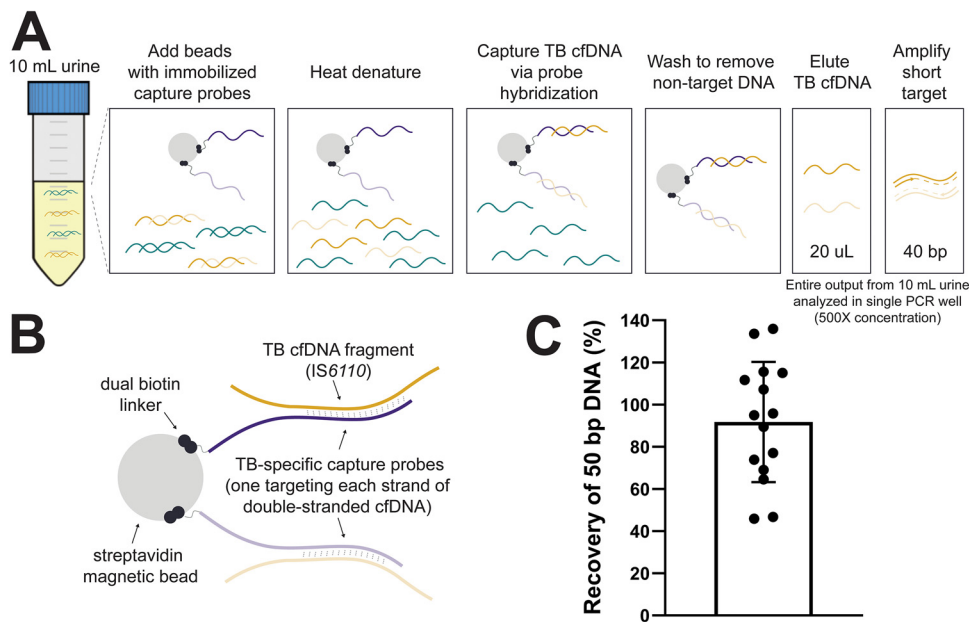 A
10 mL urine
Add beads
with immobilized
capture probes
Heat denature
Capture TB cfDNA
via probe
hybridization
Wash to remove
non-target DNA
Elute
TB cfDNA
Amplify
short
target
20 uL
40 bp
Entire output from 10 mL urine
analyzed in single PCR well
(500X concentration)
B
TB cfDNA fragment
(IS6110)
dual biotin
linker
TB-specific capture probes
(one targeting each strand of
double-stranded cfDNA)
streptavidin
magnetic bead
C
Recovery of 50 bp DNA (%)
140
120
100
80
60
40
20
0